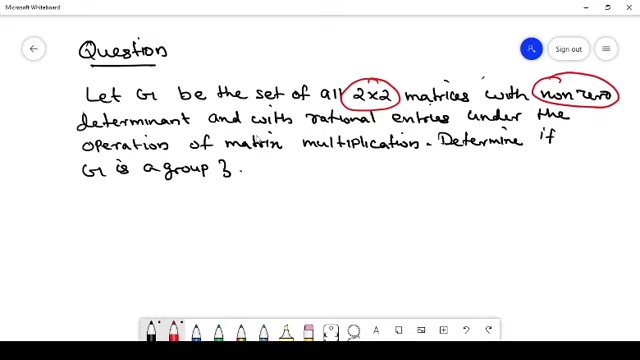 Microsoft Whiteboard
Sign out
Question
Let G be the set of all 2x2 matrices with non zero
determinant and with rational entries under the
operation of matrix multiplication. Determine if
G is a group }.
A